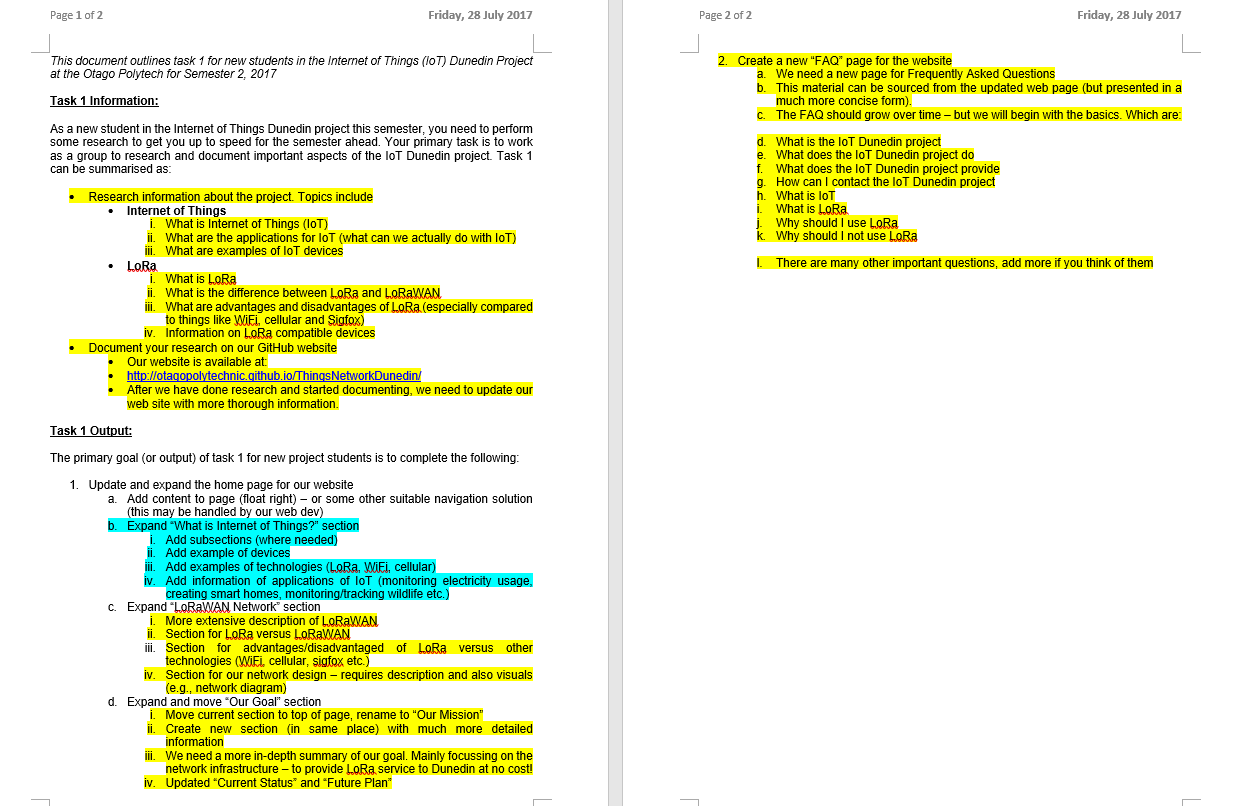 Page 1 of 2 Friday, 28 July 2017
This document outlines task 1 for new students in the Internet of Things (IoT) Dunedin Project
at the Otago Polytech for Semester 2, 2017
Task 1 Information:
As a new student in the Internet of Things Dunedin project this semester, you need to perform
some research to get you up to speed for the semester ahead. Your primary task is to work
as a group to research and document important aspects of the IoT Dunedin project. Task 1
can be summarised as:
• Research information about the project. Topics include
• Internet of Things
i. What is Internet of Things (IoT)
ii. What are the applications for IoT (what can we actually do with IoT)
iii. What are examples of IoT devices
• LoRa
i. What is LoRa
ii. What is the difference between LoRa and LoRaWAN
iii. What are advantages and disadvantages of LoRa (especially compared
to things like WiFi, cellular and Sigfox)
iv. Information on LoRa compatible devices
• Document your research on our GitHub website
• Our website is available at:
• http://otagopolytechnic.github.io/ThingsNetworkDunedin/
• After we have done research and started documenting, we need to update our
web site with more thorough information.
Task 1 Output:
The primary goal (or output) of task 1 for new project students is to complete the following:
1. Update and expand the home page for our website
a. Add content to page (float right) – or some other suitable navigation solution
(this may be handled by our web dev)
b. Expand “What is Internet of Things?” section
i. Add subsections (where needed)
ii. Add example of devices
iii. Add examples of technologies (LoRa, WiFi, cellular)
iv. Add information of applications of IoT (monitoring electricity usage,
creating smart homes, monitoring/tracking wildlife etc.)
c. Expand “LoRaWAN Network” section
i. More extensive description of LoRaWAN
ii. Section for LoRa versus LoRaWAN
iii. Section for advantages/disadvantaged of LoRa versus other
technologies (WiFi, cellular, sigfox etc.)
iv. Section for our network design – requires description and also visuals
(e.g., network diagram)
d. Expand and move “Our Goal” section
i. Move current section to top of page, rename to “Our Mission”
ii. Create new section (in same place) with much more detailed
information
iii. We need a more in-depth summary of our goal. Mainly focussing on the
network infrastructure – to provide LoRa service to Dunedin at no cost!
iv. Updated “Current Status” and “Future Plan”
Page 2 of 2 Friday, 28 July 2017
2. Create a new “FAQ” page for the website
a. We need a new page for Frequently Asked Questions
b. This material can be sourced from the updated web page (but presented in a
much more concise form).
c. The FAQ should grow over time – but we will begin with the basics. Which are:
d. What is the IoT Dunedin project
e. What does the IoT Dunedin project do
f. What does the IoT Dunedin project provide
g. How can I contact the IoT Dunedin project
h. What is IoT
i. What is LoRa
j. Why should I use LoRa
k. Why should I not use LoRa
l. There are many other important questions, add more if you think of them